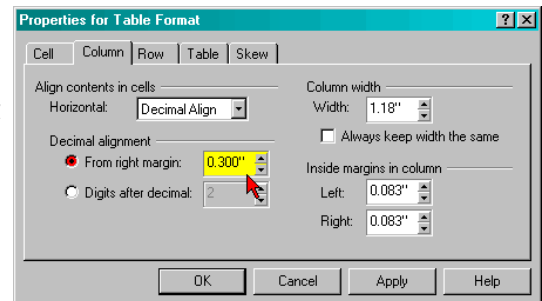 Properties for Table Format
Cell Column Row Table Skew
Align contents in cells
Horizontal: Decimal Align
Decimal alignment
From right margin: 0.300"
Digits after decimal: 2
Column width
Width: 1.18"
Always keep width the same
Inside margins in column
Left: 0.083"
Right: 0.083"
OK Cancel Apply Help